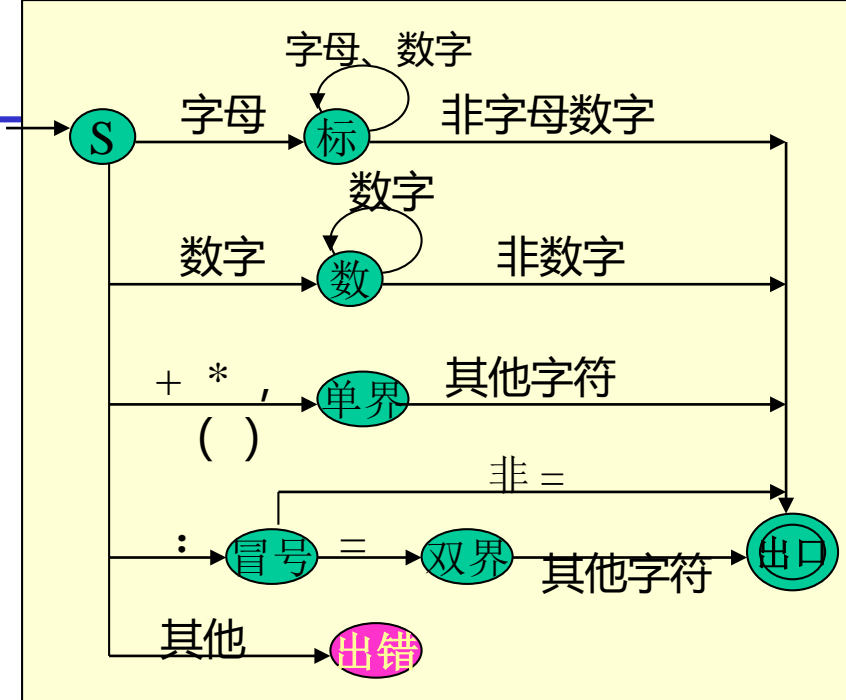 字母、数字
S 字母 标 非字母数字
数字
数字 数 非数字
+ * , 单界 其他字符
( )
非 =
: 冒号 = 双界 其他字符 出口
其他 出错